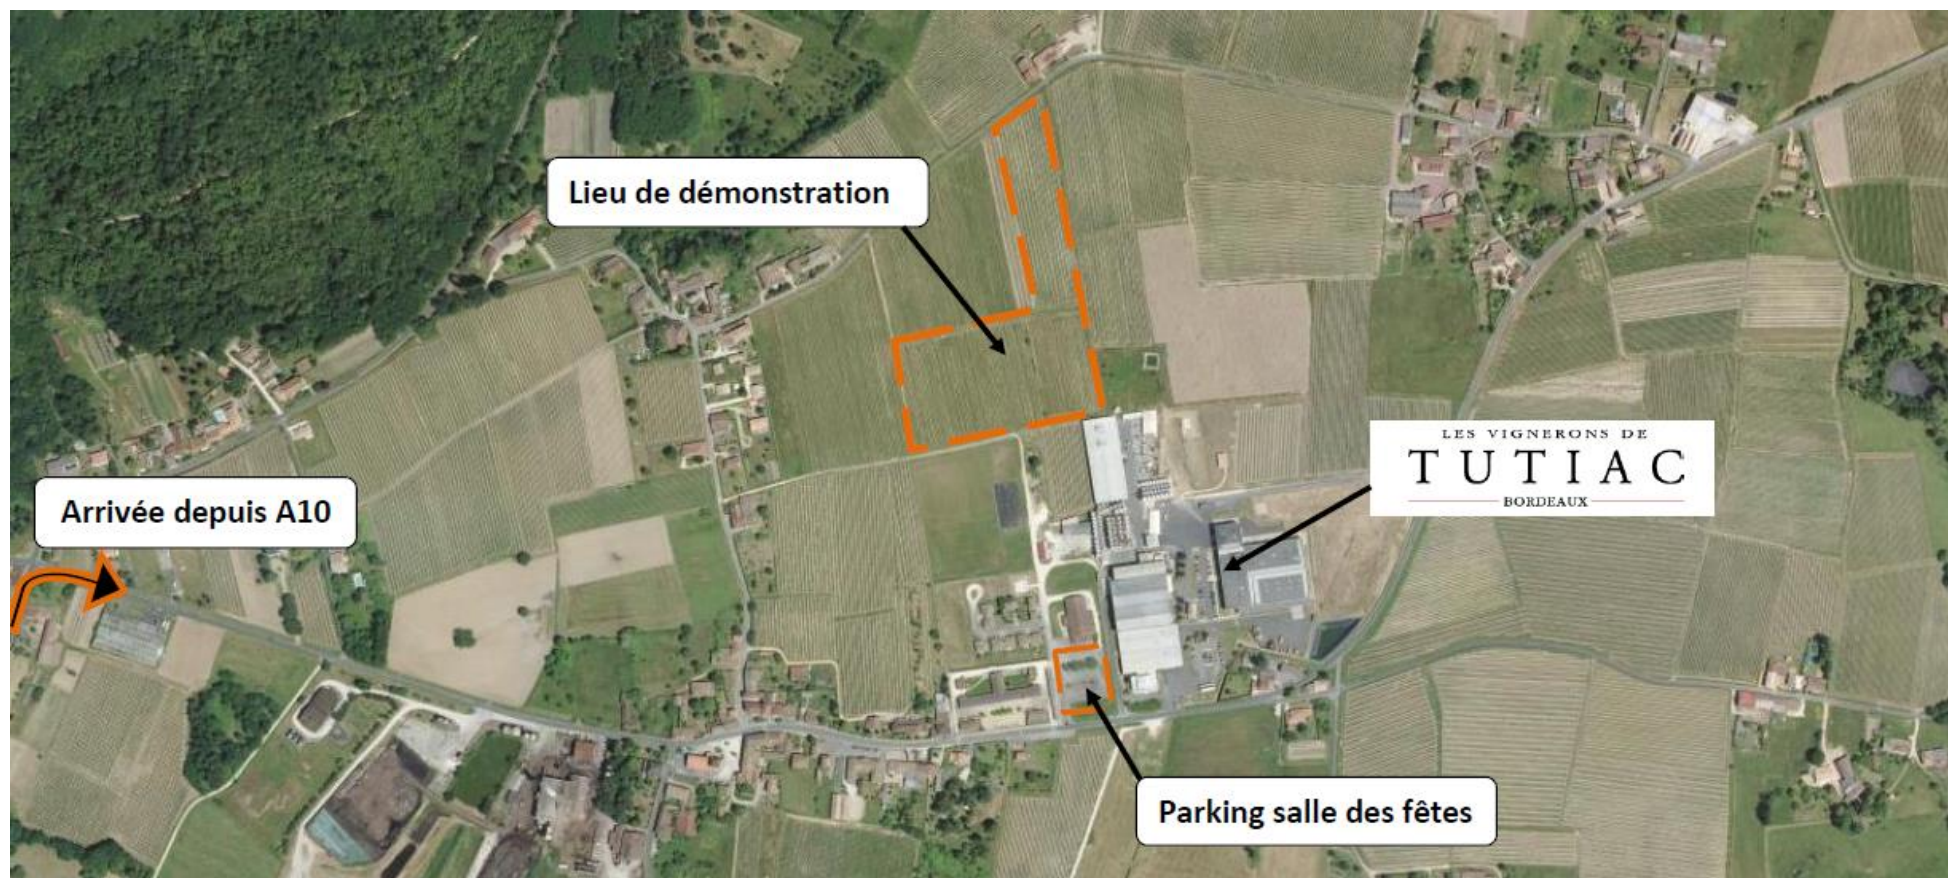 Lieu de démonstration
LES VIGNERONS DE
TUTIAC
BORDEAUX
Arrivée depuis A10
Parking salle des fêtes